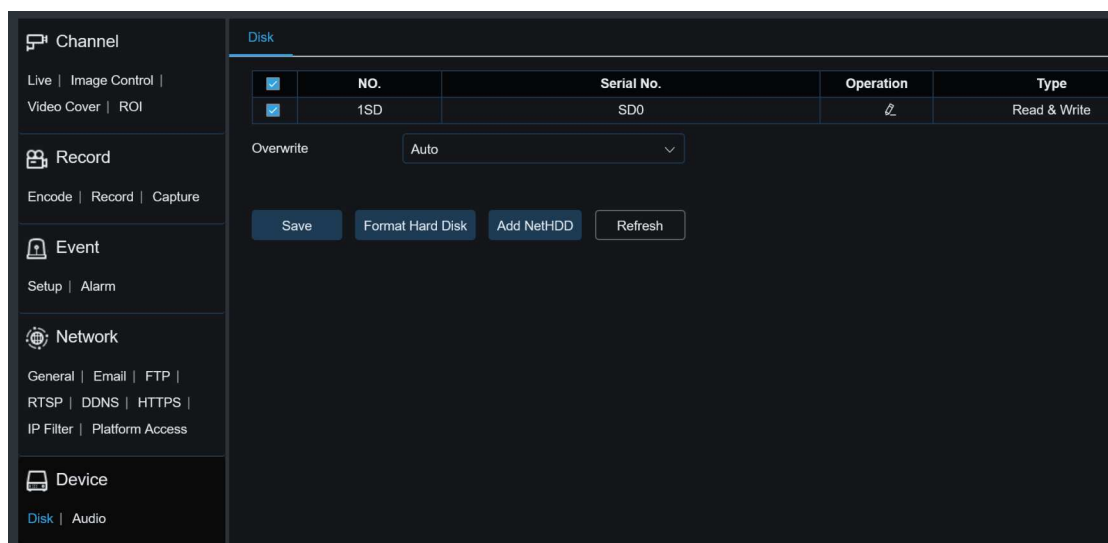 Channel
Live | Image Control |
Video Cover | ROI
Record
Encode | Record | Capture
Event
Setup | Alarm
Network
General | Email | FTP |
RTSP | DDNS | HTTPS |
IP Filter | Platform Access
Device
Disk | Audio
Disk
NO. Serial No. Operation Type
1SD SD0 Read & Write
Overwrite Auto
Save Format Hard Disk Add NetHDD Refresh